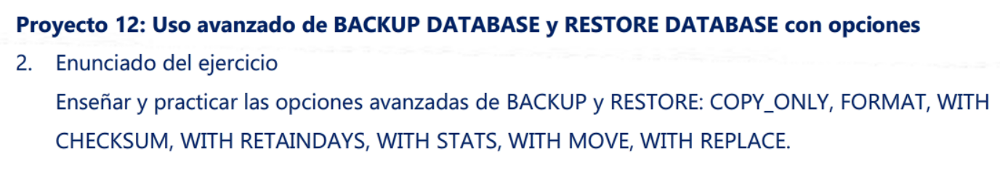 Proyecto 12: Uso avanzado de BACKUP DATABASE y RESTORE DATABASE con opciones
2. Enunciado del ejercicio
Enseñar y practicar las opciones avanzadas de BACKUP y RESTORE: COPY_ONLY, FORMAT, WITH
CHECKSUM, WITH RETAINDAYS, WITH STATS, WITH MOVE, WITH REPLACE.